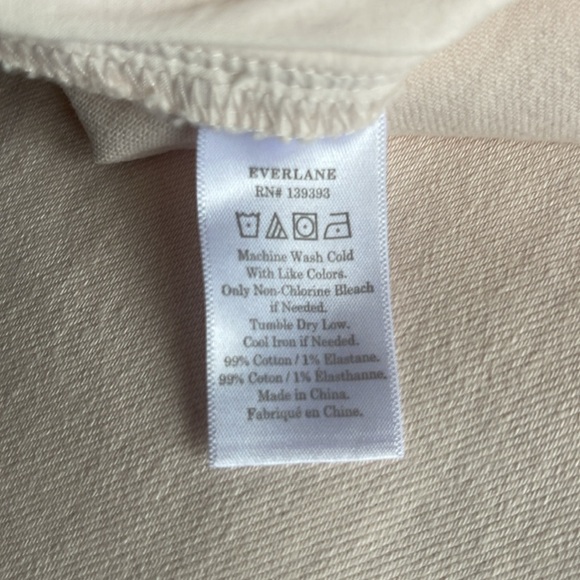 EVERLANE
RN# 139393
Machine Wash Cold
With Like Colors.
Only Non-Chlorine Bleach
if Needed.
Tumble Dry Low.
Cool Iron if Needed.
99% Cotton / 1% Elastane.
99% Coton / 1% Élasthanne.
Made in China.
Fabriqué en Chine.